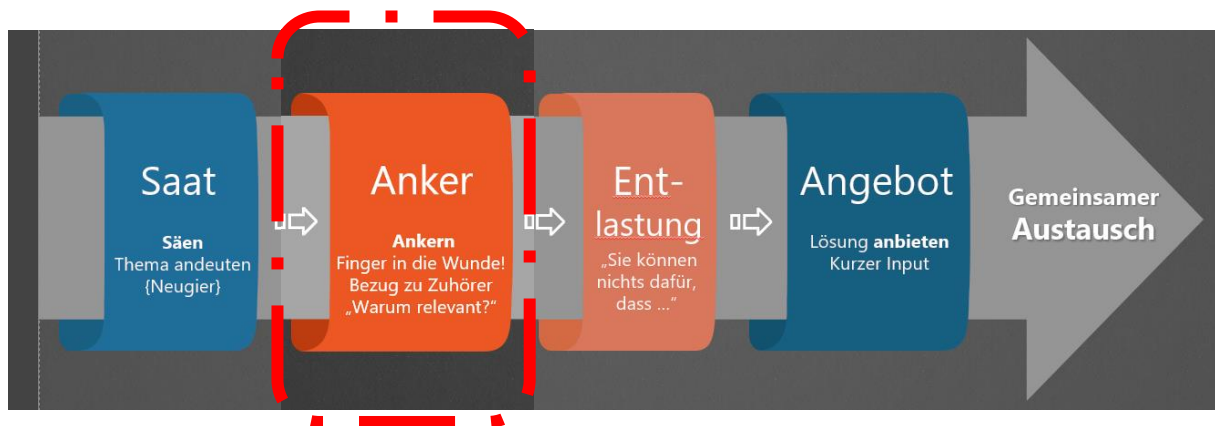 Saat
Säen
Thema andeuten
{Neugier}
Anker
Ankern
Finger in die Wunde!
Bezug zu Zuhörer
„Warum relevant?“
Ent-
lastung
„Sie können
nichts dafür,
dass ...”
Angebot
Lösung anbieten
Kurzer Input
Gemeinsamer
Austausch